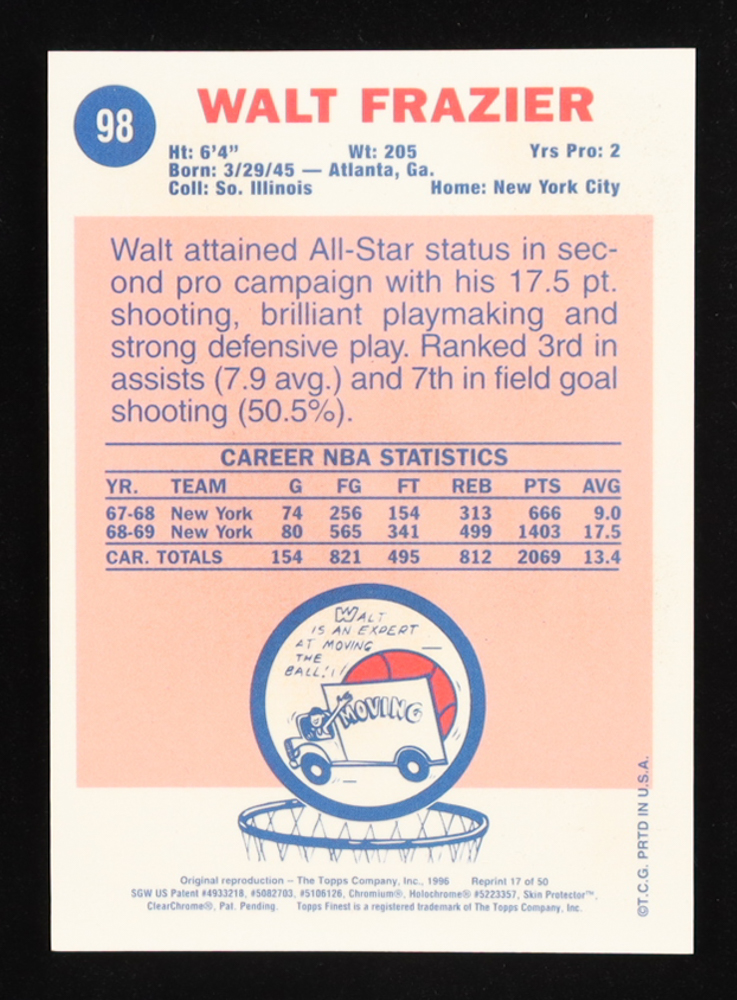 98
WALT FRAZIER
Ht: 6'4" Wt: 205 Yrs Pro: 2
Born: 3/29/45 — Atlanta, Ga.
Coll: So. Illinois Home: New York City
Walt attained All-Star status in sec-
ond pro campaign with his 17.5 pt.
shooting, brilliant playmaking and
strong defensive play. Ranked 3rd in
assists (7.9 avg.) and 7th in field goal
shooting (50.5%).
CAREER NBA STATISTICS
YR. TEAM G FG FT REB PTS AVG
67-68 New York 74 256 154 313 666 9.0
68-69 New York 80 565 341 499 1403 17.5
CAR. TOTALS 154 821 495 812 2069 13.4
WALT
IS AN EXPERT
AT MOVING
THE
BALL!!
MOVING
Original reproduction – The Topps Company, Inc., 1996 Reprint 17 of 50
SGW US Patent #4933218, #5082703, #5106126, Chromium®, Holochrome® #5223357, Skin Protector™,
ClearChrome®, Pat. Pending. Topps Finest is a registered trademark of The Topps Company, Inc.
©T.C.G. PRTD IN U.S.A.